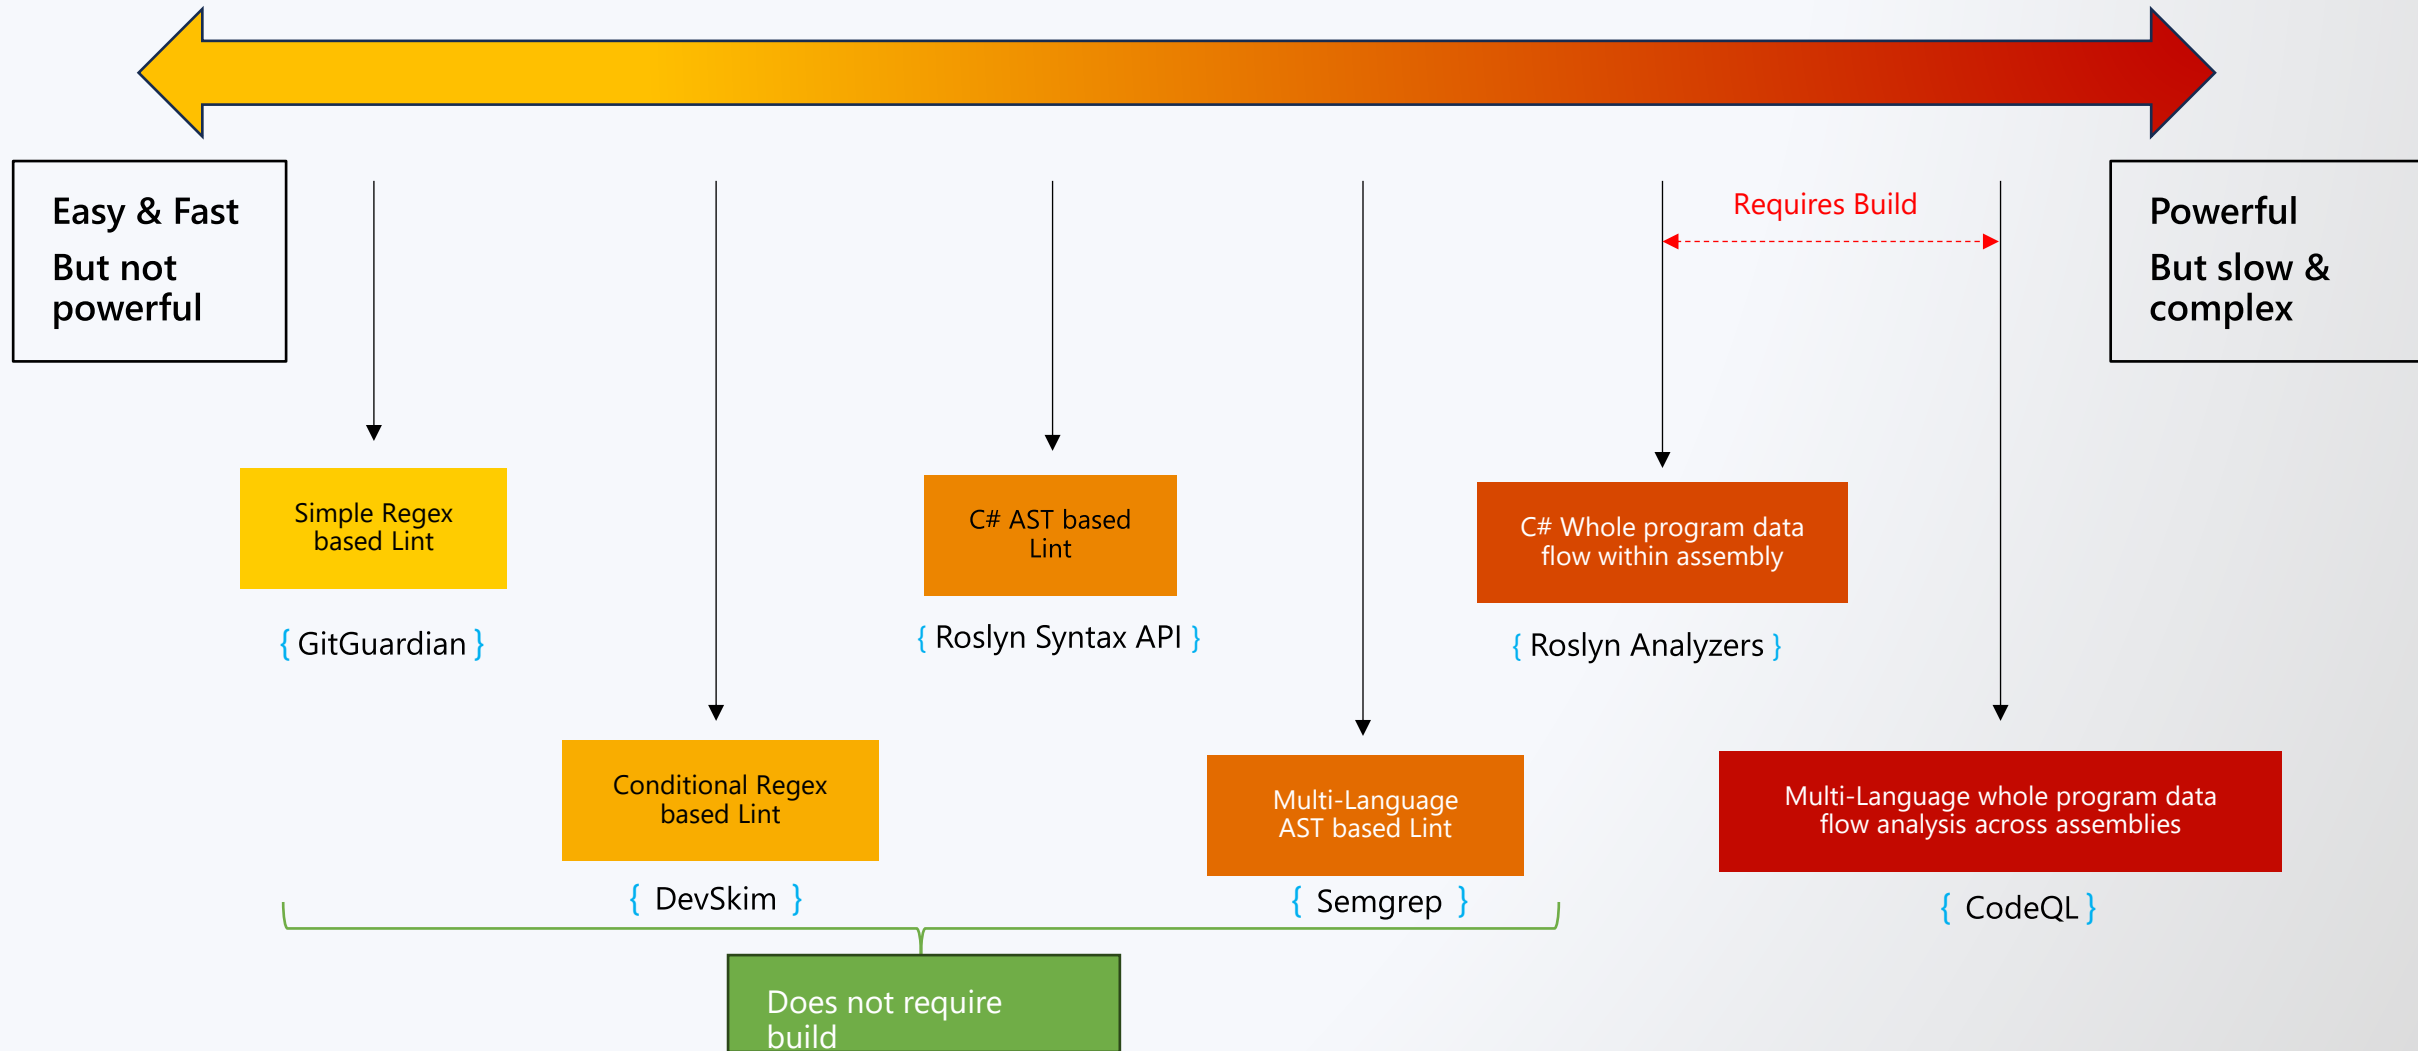 Easy & Fast
But not
powerful
Requires Build
Powerful
But slow &
complex
Simple Regex
based Lint
{ GitGuardian }
C# AST based
Lint
{ Roslyn Syntax API }
C# Whole program data
flow within assembly
{ Roslyn Analyzers }
Conditional Regex
based Lint
{ DevSkim }
Multi-Language
AST based Lint
{ Semgrep }
Multi-Language whole program data
flow analysis across assemblies
{ CodeQL }
Does not require
build